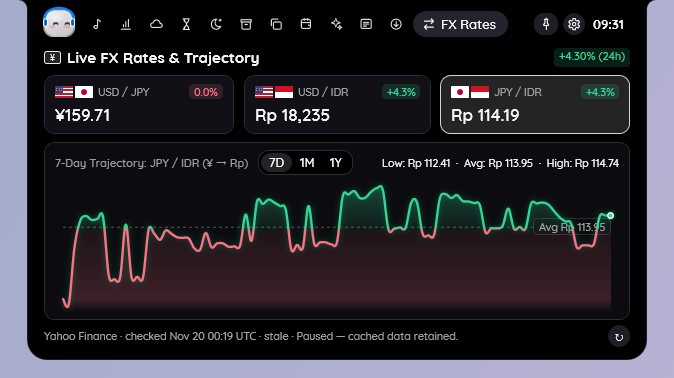 FX Rates
09:31
Live FX Rates & Trajectory
+4.30% (24h)
USD / JPY
0.0%
¥159.71
USD / IDR
+4.3%
Rp 18,235
JPY / IDR
+4.3%
Rp 114.19
7-Day Trajectory: JPY / IDR (¥ → Rp)
7D
1M
1Y
Low: Rp 112.41 · Avg: Rp 113.95 · High: Rp 114.74
Avg Rp 113.95
Yahoo Finance · checked Nov 20 00:19 UTC · stale · Paused — cached data retained.